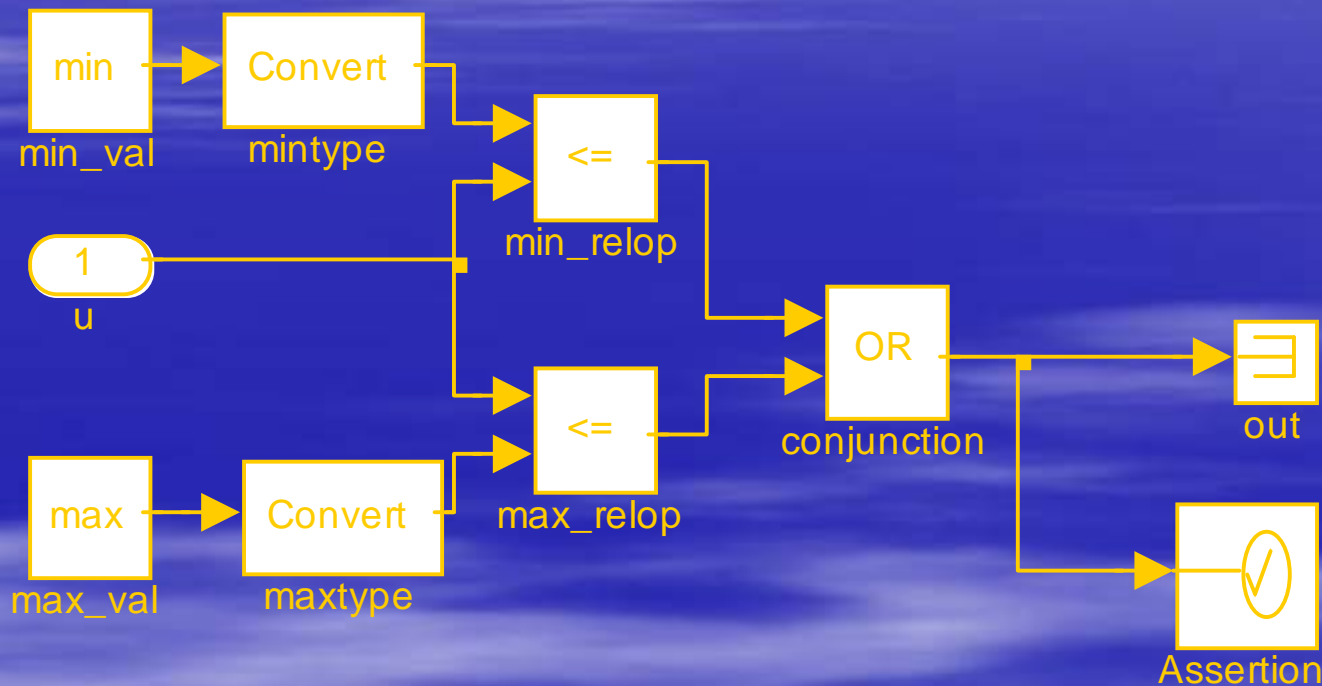 min
Convert
min_val
mintype
<=
min_relop
1
u
OR
conjunction
out
<=
max_relop
max
Convert
max_val
maxtype
Assertion